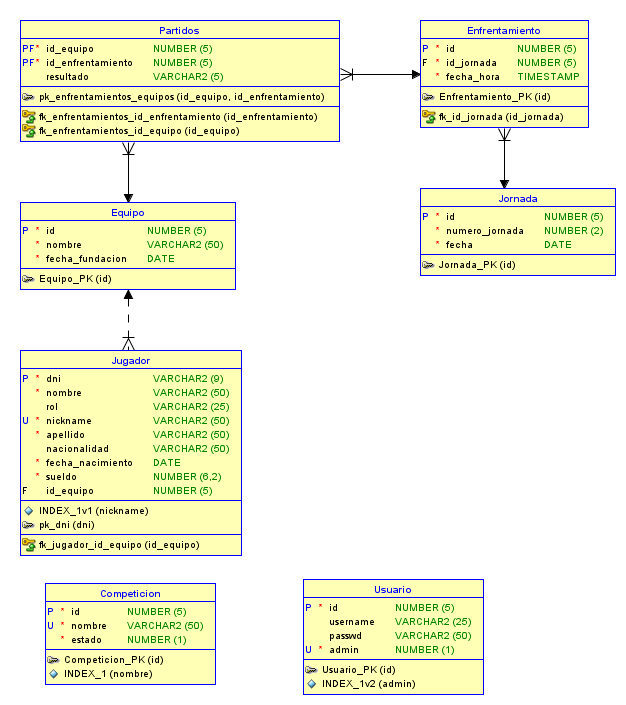 Partidos
PF* id_equipo NUMBER (5)
PF* id_enfrentamiento NUMBER (5)
resultado VARCHAR2 (5)
pk_enfrentamientos_equipos (id_equipo, id_enfrentamiento)
fk_enfrentamientos_id_enfrentamiento (id_enfrentamiento)
fk_enfrentamientos_id_equipo (id_equipo)
Enfrentamiento
P * id NUMBER (5)
F * id_jornada NUMBER (5)
* fecha_hora TIMESTAMP
Enfrentamiento_PK (id)
fk_id_jornada (id_jornada)
Equipo
P * id NUMBER (5)
* nombre VARCHAR2 (50)
* fecha_fundacion DATE
Equipo_PK (id)
Jornada
P * id NUMBER (5)
* numero_jornada NUMBER (2)
* fecha DATE
Jornada_PK (id)
Jugador
P * dni VARCHAR2 (9)
* nombre VARCHAR2 (50)
rol VARCHAR2 (25)
U * nickname VARCHAR2 (50)
* apellido VARCHAR2 (50)
nacionalidad VARCHAR2 (50)
* fecha_nacimiento DATE
* sueldo NUMBER (6,2)
F id_equipo NUMBER (5)
INDEX_1v1 (nickname)
pk_dni (dni)
fk_jugador_id_equipo (id_equipo)
Competicion
P * id NUMBER (5)
U * nombre VARCHAR2 (50)
* estado NUMBER (1)
Competicion_PK (id)
INDEX_1 (nombre)
Usuario
P * id NUMBER (5)
username VARCHAR2 (25)
passwd VARCHAR2 (50)
U * admin NUMBER (1)
Usuario_PK (id)
INDEX_1v2 (admin)